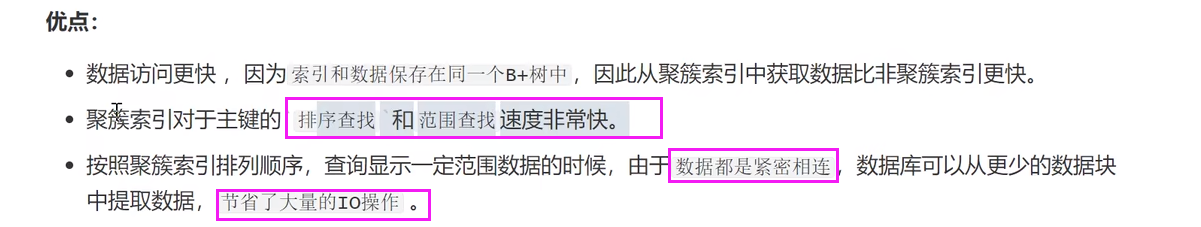 优点：
数据访问更快，因为索引和数据保存在同一个B+树中，因此从聚簇索引中获取数据比非聚簇索引更快。
聚簇索引对于主键的`排序查找`和范围查找速度非常快。
按照聚簇索引排列顺序，查询显示一定范围数据的时候，由于数据都是紧密相连，数据库可以从更少的数据块
中提取数据，节省了大量的IO操作。